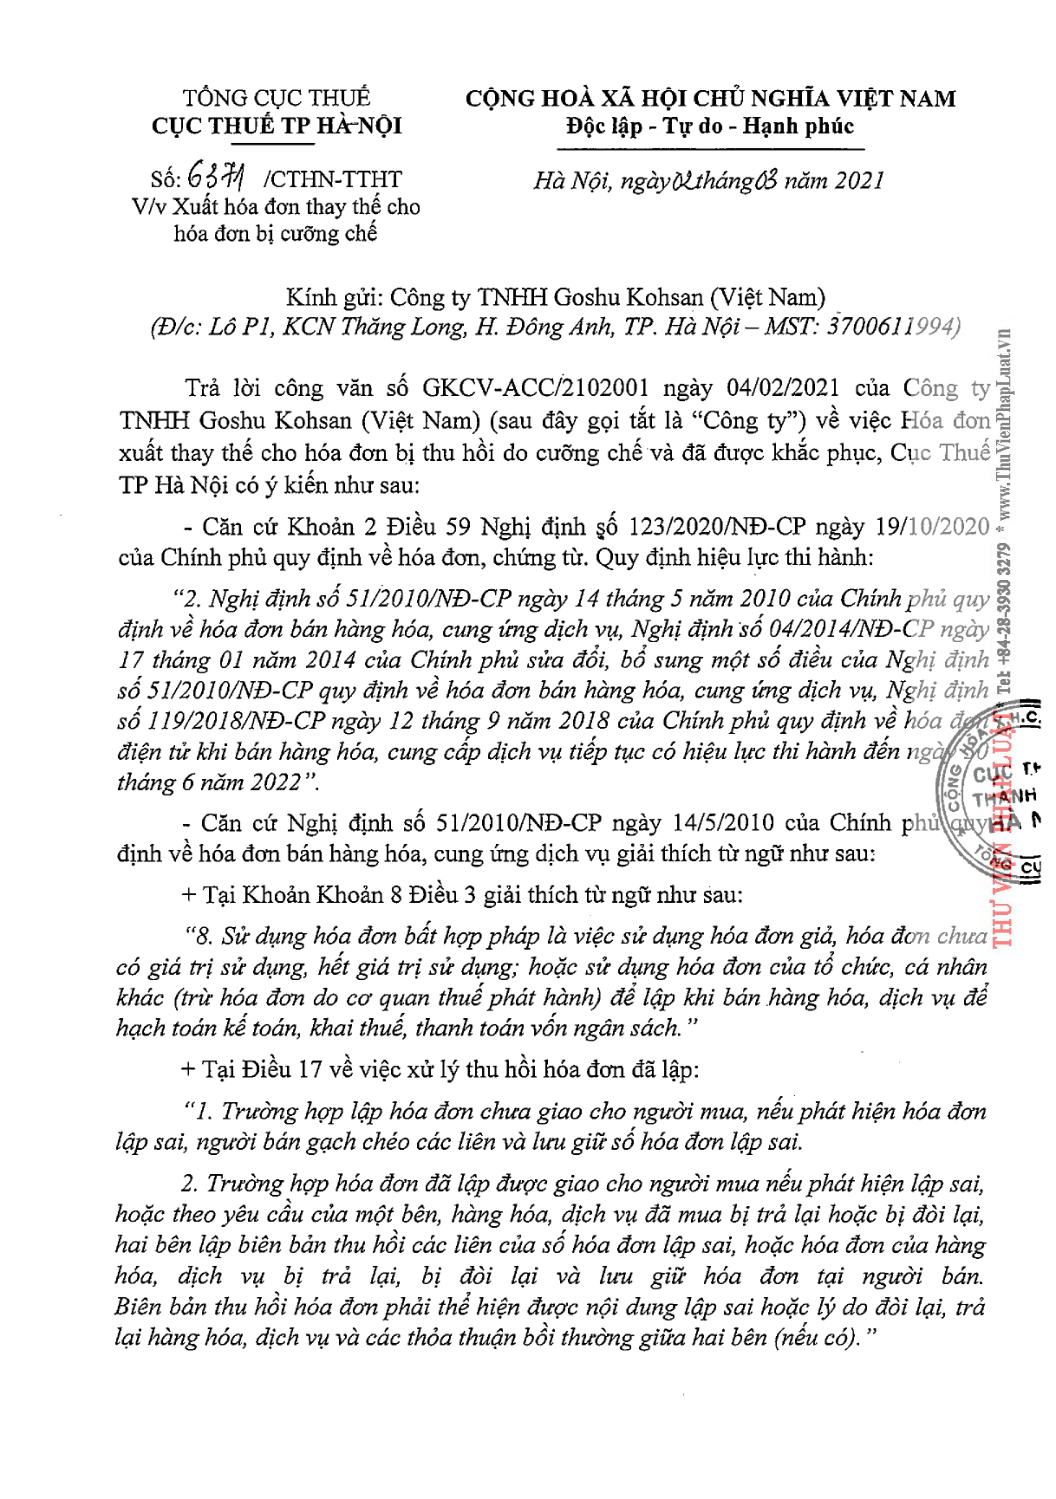 TỔNG CỤC THUẾ
CỤC THUẾ TP HÀ NỘI
CỘNG HOÀ XÃ HỘI CHỦ NGHĨA VIỆT NAM
Độc lập - Tự do - Hạnh phúc
Số: 6371 /CTHN-TTHT
V/v Xuất hóa đơn thay thế cho
hóa đơn bị cưỡng chế
Hà Nội, ngày 02 tháng 03 năm 2021
Kính gửi: Công ty TNHH Goshu Kohsan (Việt Nam)
(Đ/c: Lô P1, KCN Thăng Long, H. Đông Anh, TP. Hà Nội – MST: 3700611994)
Trả lời công văn số GKCV-ACC/2102001 ngày 04/02/2021 của Công ty
TNHH Goshu Kohsan (Việt Nam) (sau đây gọi tắt là “Công ty”) về việc Hóa đơn
xuất thay thế cho hóa đơn bị thu hồi do cưỡng chế và đã được khắc phục, Cục Thuế
TP Hà Nội có ý kiến như sau:
- Căn cứ Khoản 2 Điều 59 Nghị định số 123/2020/NĐ-CP ngày 19/10/2020
của Chính phủ quy định về hóa đơn, chứng từ. Quy định hiệu lực thi hành:
“2. Nghị định số 51/2010/NĐ-CP ngày 14 tháng 5 năm 2010 của Chính phủ quy
định về hóa đơn bán hàng hóa, cung ứng dịch vụ, Nghị định số 04/2014/NĐ-CP ngày
17 tháng 01 năm 2014 của Chính phủ sửa đổi, bổ sung một số điều của Nghị định
số 51/2010/NĐ-CP quy định về hóa đơn bán hàng hóa, cung ứng dịch vụ, Nghị định
số 119/2018/NĐ-CP ngày 12 tháng 9 năm 2018 của Chính phủ quy định về hóa đơn
điện tử khi bán hàng hóa, cung cấp dịch vụ tiếp tục có hiệu lực thi hành đến ngày 30
tháng 6 năm 2022”.
- Căn cứ Nghị định số 51/2010/NĐ-CP ngày 14/5/2010 của Chính phủ quy
định về hóa đơn bán hàng hóa, cung ứng dịch vụ giải thích từ ngữ như sau:
+ Tại Khoản Khoản 8 Điều 3 giải thích từ ngữ như sau:
“8. Sử dụng hóa đơn bất hợp pháp là việc sử dụng hóa đơn giả, hóa đơn chưa
có giá trị sử dụng, hết giá trị sử dụng; hoặc sử dụng hóa đơn của tổ chức, cá nhân
khác (trừ hóa đơn do cơ quan thuế phát hành) để lập khi bán hàng hóa, dịch vụ để
hạch toán kế toán, khai thuế, thanh toán vốn ngân sách.”
+ Tại Điều 17 về việc xử lý thu hồi hóa đơn đã lập:
“1. Trường hợp lập hóa đơn chưa giao cho người mua, nếu phát hiện hóa đơn
lập sai, người bán gạch chéo các liên và lưu giữ số hóa đơn lập sai.
2. Trường hợp hóa đơn đã lập được giao cho người mua nếu phát hiện lập sai,
hoặc theo yêu cầu của một bên, hàng hóa, dịch vụ đã mua bị trả lại hoặc bị đòi lại,
hai bên lập biên bản thu hồi các liên của số hóa đơn lập sai, hoặc hóa đơn của hàng
hóa, dịch vụ bị trả lại, bị đòi lại và lưu giữ hóa đơn tại người bán.
Biên bản thu hồi hóa đơn phải thể hiện được nội dung lập sai hoặc lý do đòi lại, trả
lại hàng hóa, dịch vụ và các thỏa thuận bồi thường giữa hai bên (nếu có).”
THƯ VIỆN PHÁP LUẬT * Tel: +84-28-3930 3279 * www.ThuVienPhapLuat.vn
CỘNG HÒA
CỤC
THÀNH
HÀ
TỔNG